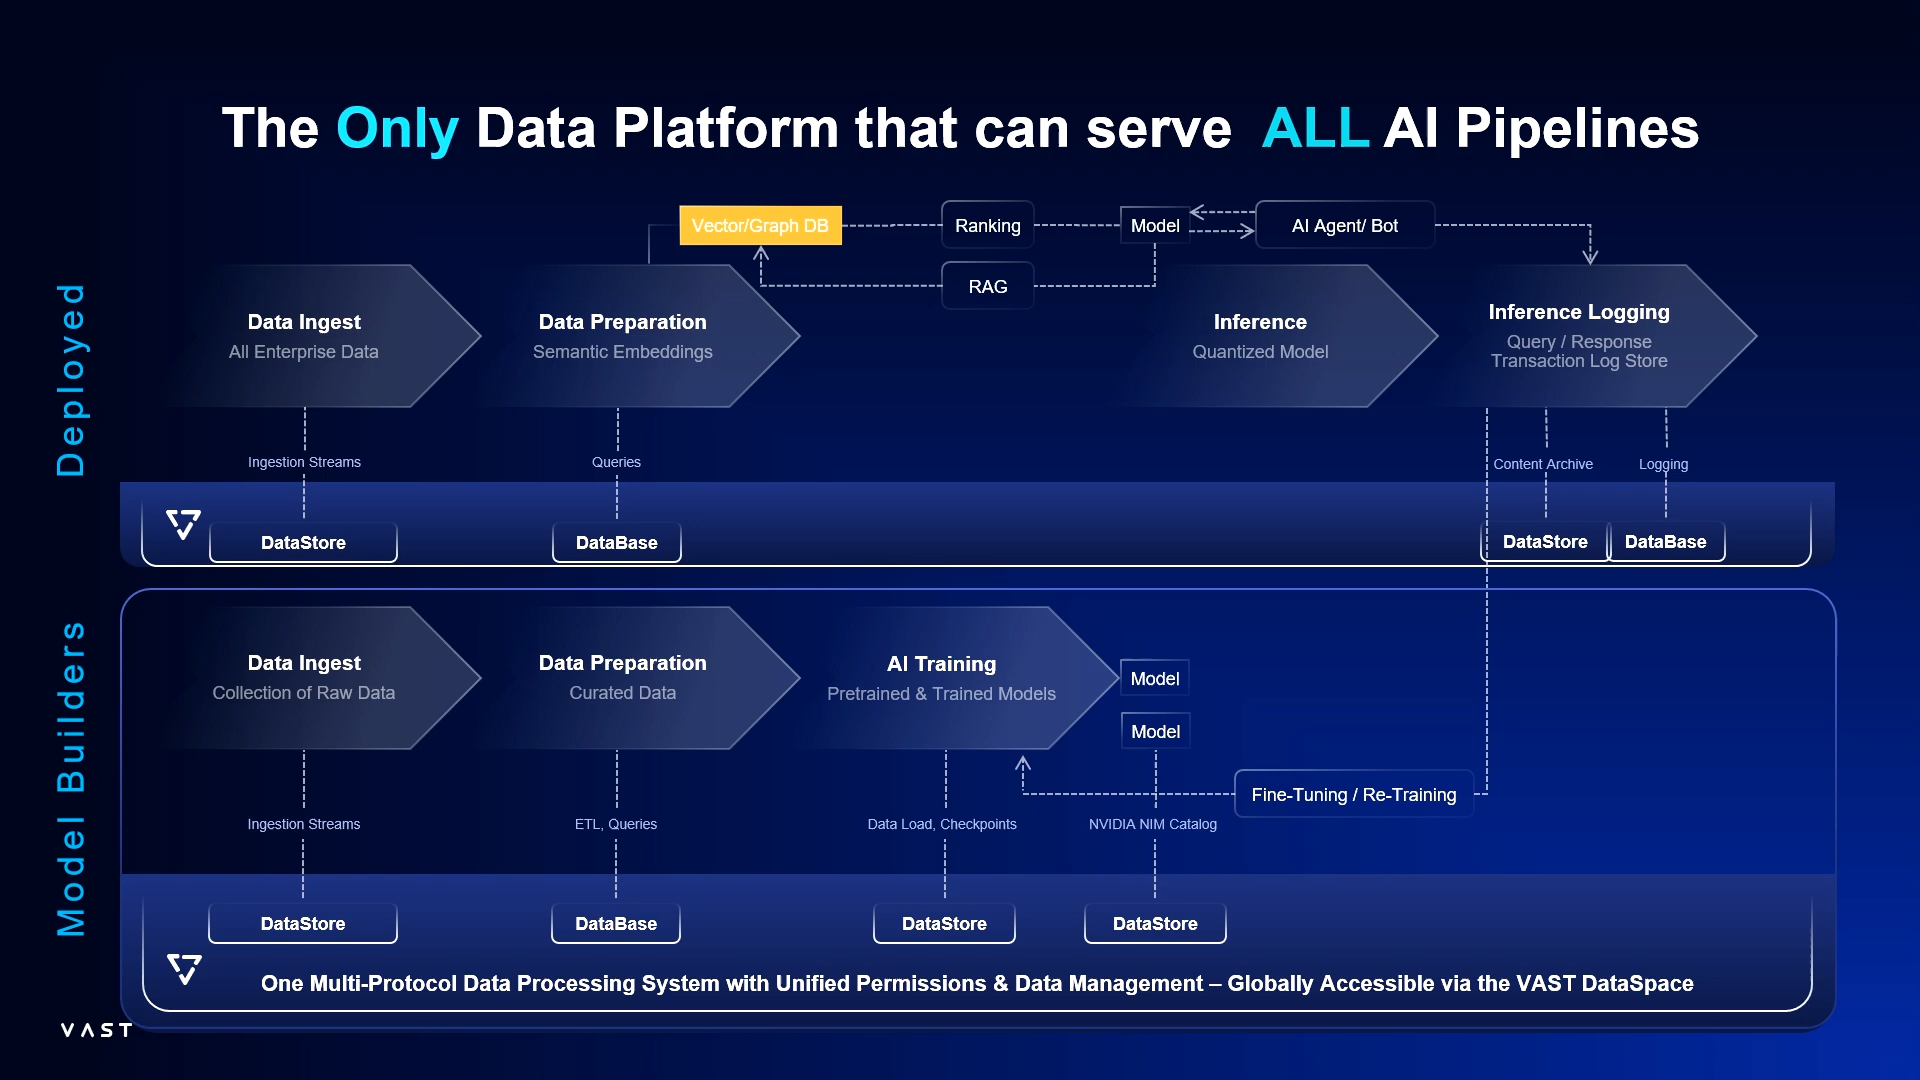 The Only Data Platform that can serve ALL AI Pipelines
Deployed
Vector/Graph DB
Ranking
Model
AI Agent/ Bot
RAG
Data Ingest
All Enterprise Data
Data Preparation
Semantic Embeddings
Inference
Quantized Model
Inference Logging
Query / Response
Transaction Log Store
Ingestion Streams
Queries
Content Archive
Logging
DataStore
DataBase
DataStore
DataBase
Model Builders
Data Ingest
Collection of Raw Data
Data Preparation
Curated Data
AI Training
Pretrained & Trained Models
Model
Model
Fine-Tuning / Re-Training
Ingestion Streams
ETL, Queries
Data Load, Checkpoints
NVIDIA NIM Catalog
DataStore
DataBase
DataStore
DataStore
One Multi-Protocol Data Processing System with Unified Permissions & Data Management – Globally Accessible via the VAST DataSpace
VAST